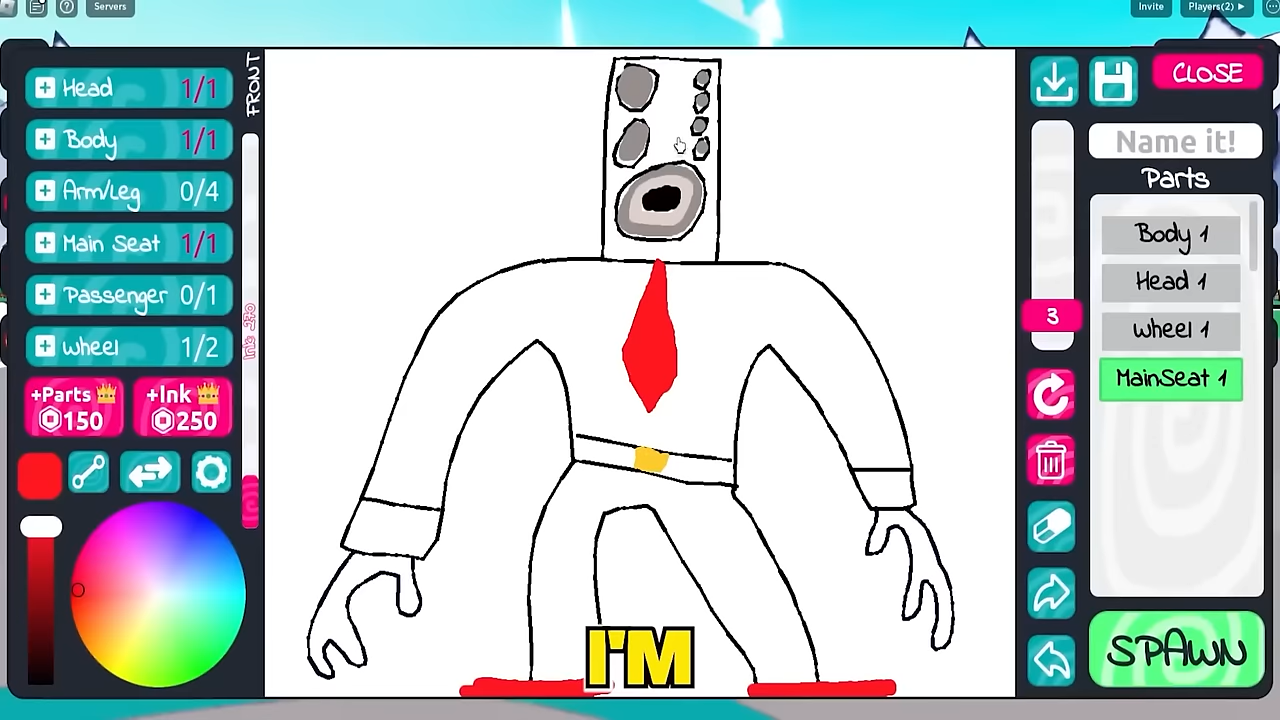 Servers
Invite
Players(2)
Head 1/1
Body 1/1
Arm/Leg 0/4
Main Seat 1/1
Passenger 0/1
Wheel 1/2
+Parts
150
+Ink
250
FRONT
Ink 370
I'M
3
CLOSE
Name it!
Parts
Body 1
Head 1
Wheel 1
MainSeat 1
SPAWN